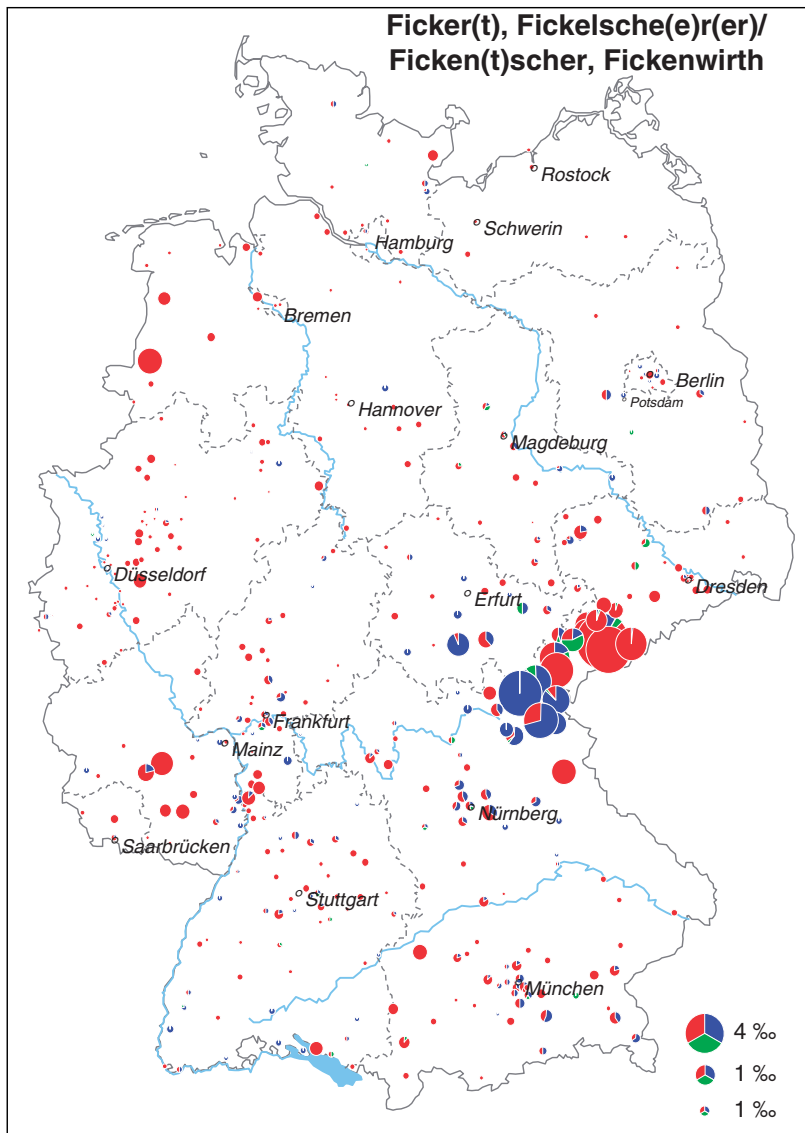 Ficker(t), Fickelsche(e)r(er)/
Ficken(t)scher, Fickenwirth
Rostock
Schwerin
Hamburg
Bremen
Berlin
Potsdam
Hannover
Magdeburg
Düsseldorf
Erfurt
Dresden
Frankfurt
Mainz
Nürnberg
Saarbrücken
Stuttgart
München
4 ‰
1 ‰
1 ‰